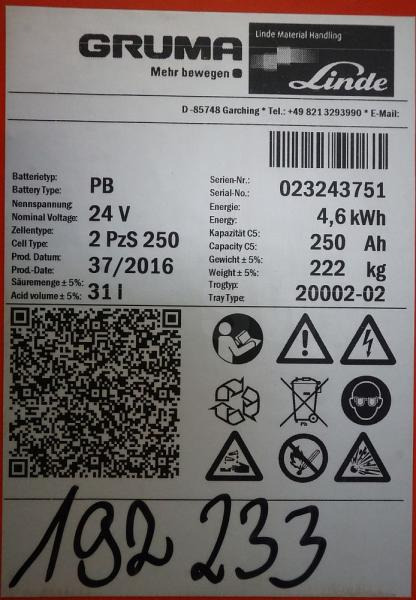 GRUMA
Mehr bewegen
Linde Material Handling
Linde
D -85748 Garching * Tel.: +49 821 3293990 * E-Mail:
Batterietyp:
Battery Type: PB
Nennspannung:
Nominal Voltage: 24 V
Zellentype:
Cell Type: 2 PzS 250
Prod. Datum:
Prod.-Date: 37/2016
Säuremenge ± 5%:
Acid volume ± 5%: 31 l
Serien-Nr.:
Serial-No.: 023243751
Energie:
Energy: 4,6 kWh
Kapazität C5:
Capacity C5: 250 Ah
Gewicht ± 5%:
Weight ± 5%: 222 kg
Trogtyp:
Tray Type: 20002-02
Pb
192 233